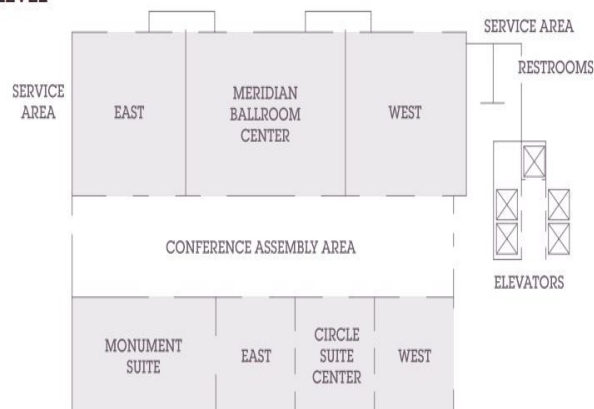 SERVICE AREA
RESTROOMS
SERVICE
AREA
EAST
MERIDIAN
BALLROOM
CENTER
WEST
CONFERENCE ASSEMBLY AREA
ELEVATORS
MONUMENT
SUITE
EAST
CIRCLE
SUITE
CENTER
WEST